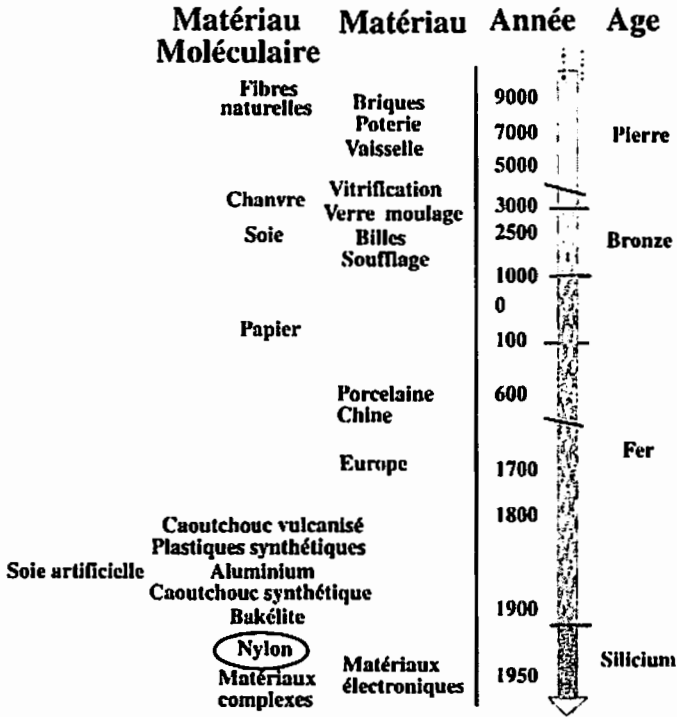 Matériau Moléculaire Matériau Année Age
Fibres naturelles
Briques
Poterie
Vaisselle
9000
7000
5000
Pierre
Chanvre
Vitrification
Verre moulage
3000
Soie
Billes
2500
Bronze
Soufflage
1000
0
Papier
100
Porcelaine
Chine
600
Europe
1700
Fer
1800
Caoutchouc vulcanisé
Plastiques synthétiques
Soie artificielle
Aluminium
Caoutchouc synthétique
1900
Bakélite
Nylon
Matériaux complexes
Matériaux électroniques
1950
Silicium